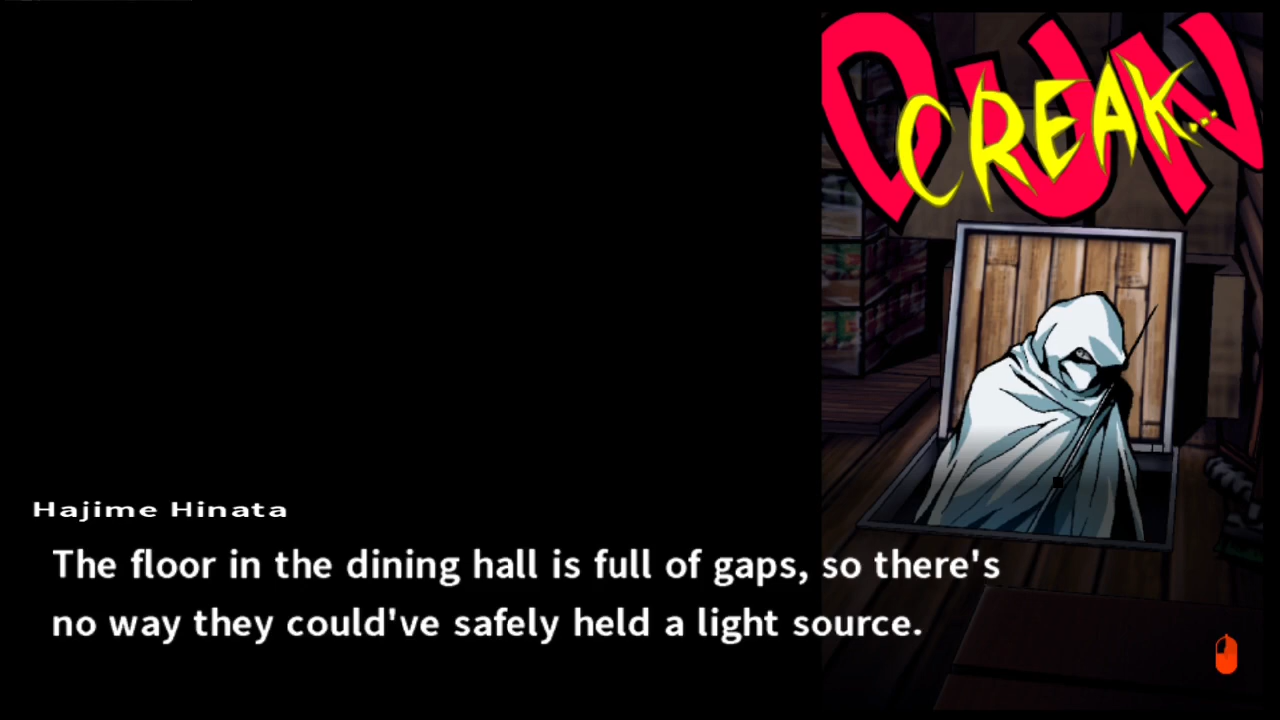 DUN
CREAK...
Hajime Hinata
The floor in the dining hall is full of gaps, so there's
no way they could've safely held a light source.